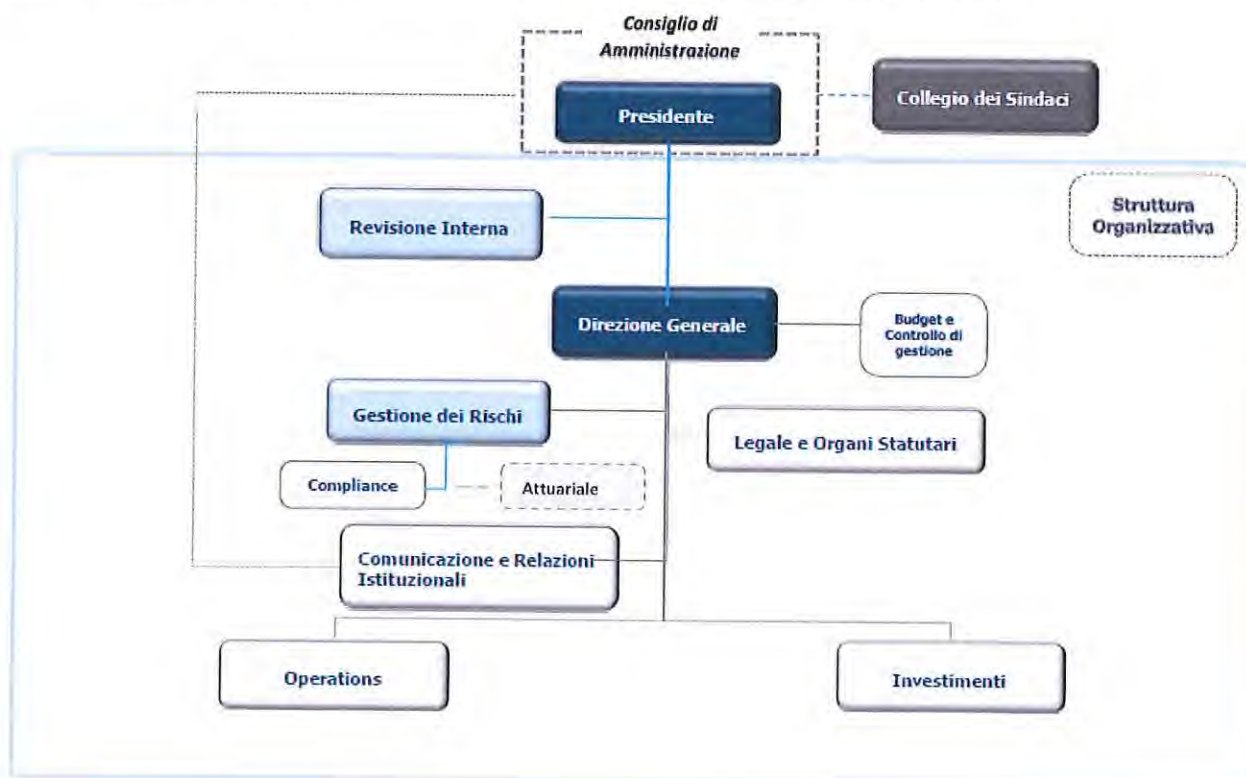 Consiglio di
Amministrazione
Presidente
Collegio dei Sindaci
Struttura
Organizzativa
Revisione Interna
Direzione Generale
Budget e
Controllo di
gestione
Gestione dei Rischi
Legale e Organi Statutari
Compliance
Attuariale
Comunicazione e Relazioni
Istituzionali
Operations
Investimenti